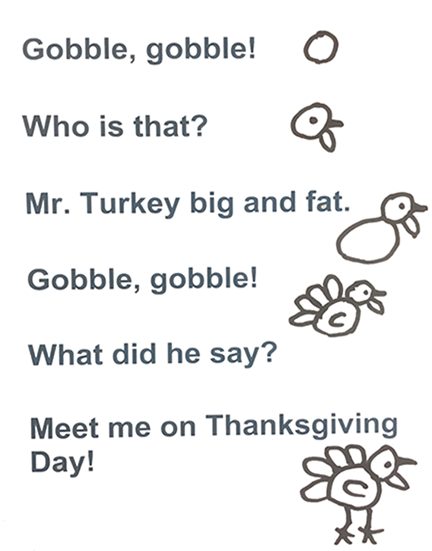 Gobble, gobble!
Who is that?
Mr. Turkey big and fat.
Gobble, gobble!
What did he say?
Meet me on Thanksgiving
Day!